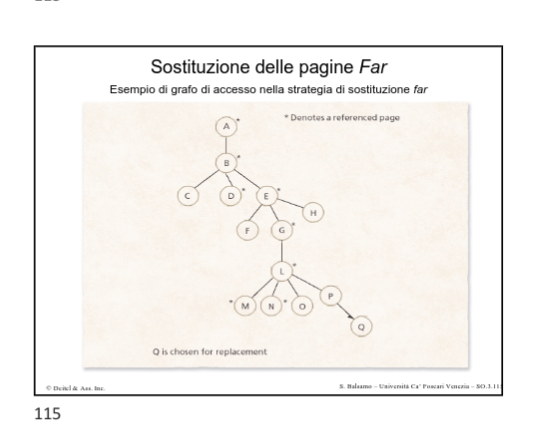 Sostituzione delle pagine Far
Esempio di grafo di accesso nella strategia di sostituzione far
A *
* Denotes a referenced page
B *
C
D *
E *
H
F
G *
L *
* M
N *
O
P
Q
Q is chosen for replacement
© Deitel & Ass. Inc.
S. Balsamo – Università Ca' Foscari Venezia – SO.3.11
115